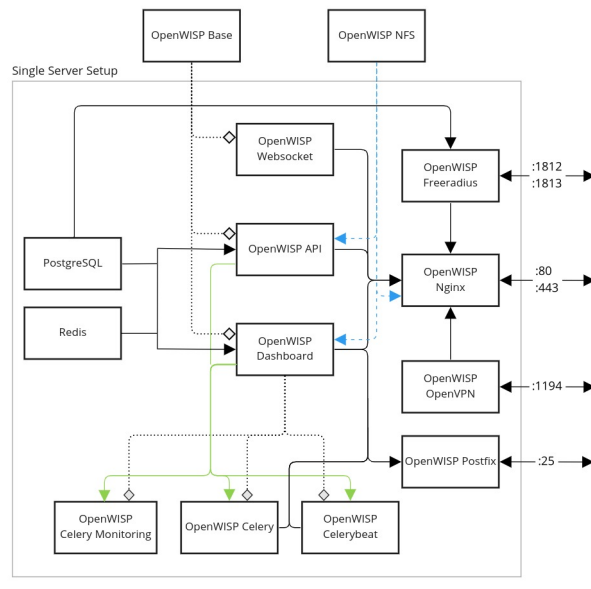 OpenWISP Base
OpenWISP NFS
Single Server Setup
OpenWISP
Websocket
OpenWISP
Freeradius
:1812
:1813
PostgreSQL
OpenWISP API
OpenWISP
Nginx
:80
:443
Redis
OpenWISP
Dashboard
OpenWISP
OpenVPN
:1194
OpenWISP Postfix
:25
OpenWISP
Celery Monitoring
OpenWISP Celery
OpenWISP
Celerybeat